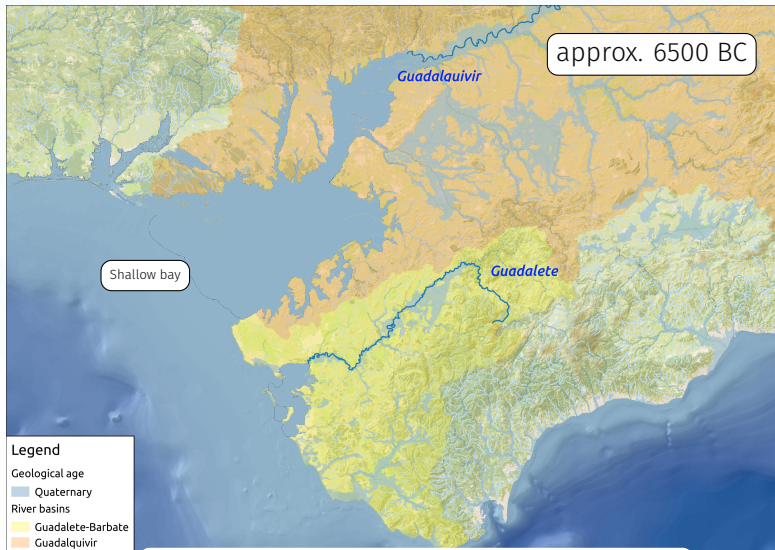 approx. 6500 BC
Guadalquivir
Guadalete
Shallow bay
Legend
Geological age
Quaternary
River basins
Guadalete-Barbate
Guadalquivir